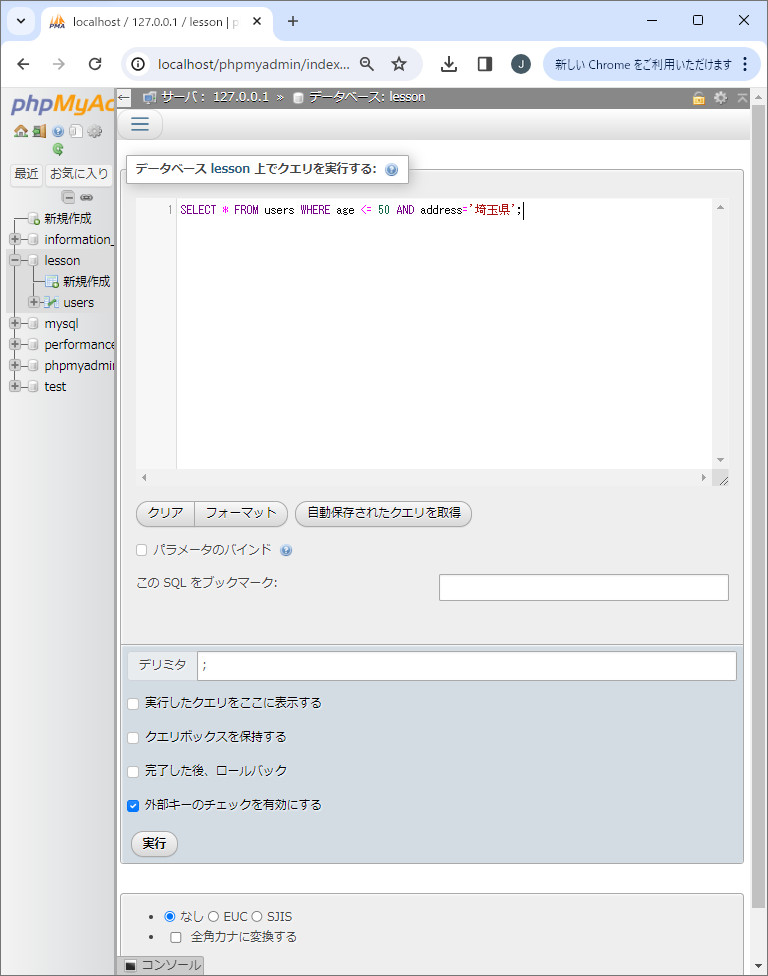 localhost / 127.0.0.1 / lesson | p
localhost/phpmyadmin/index...
J
新しい Chrome をご利用いただけます
phpMyAd
サーバ: 127.0.0.1 » データベース: lesson
最近 お気に入り
新規作成
information_
lesson
新規作成
users
mysql
performance
phpmyadmin
test
データベース lesson 上でクエリを実行する:
1 SELECT * FROM users WHERE age <= 50 AND address='埼玉県';
クリア フォーマット 自動保存されたクエリを取得
パラメータのバインド
この SQL をブックマーク:
デリミタ ;
実行したクエリをここに表示する
クエリボックスを保持する
完了した後、ロールバック
外部キーのチェックを有効にする
実行
なし EUC SJIS
全角カナに変換する
コンソール